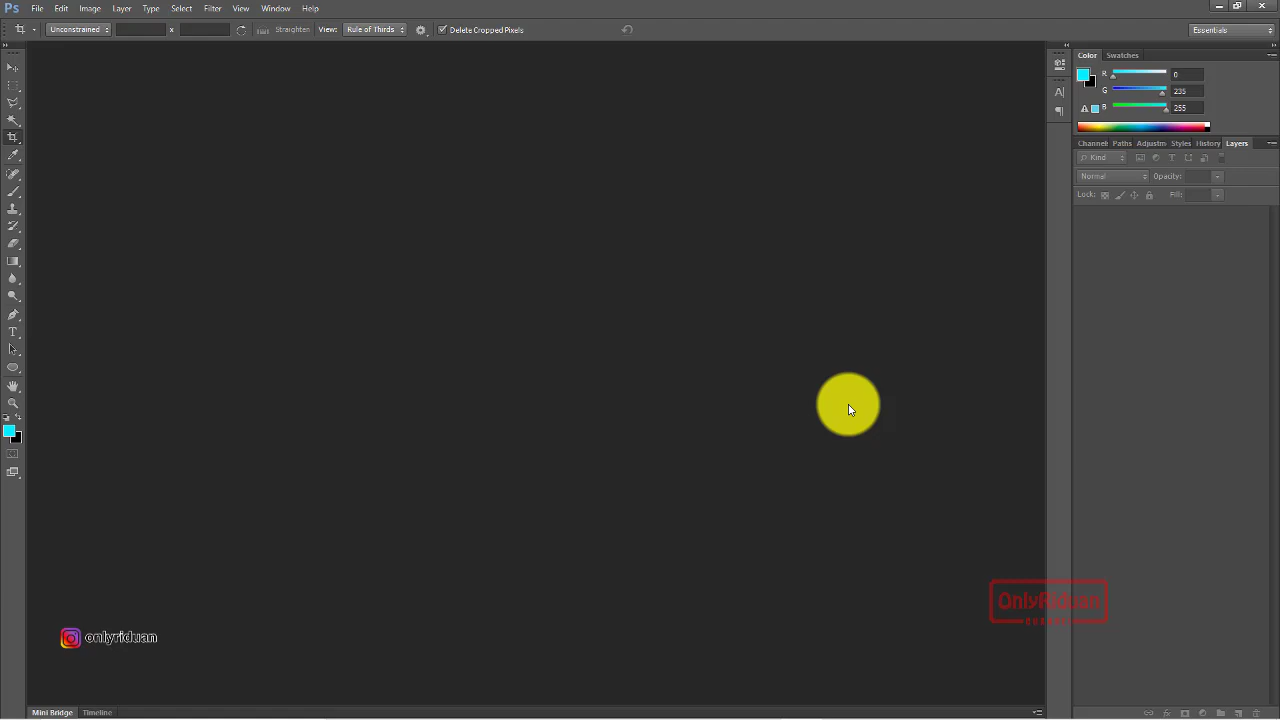 Ps File Edit Image Layer Type Select Filter View Window Help
Unconstrained x Straighten View: Rule of Thirds Delete Cropped Pixels Essentials
Color Swatches
R 0
G 235
B 255
Channels Paths Adjustm Styles History Layers
Kind
Normal Opacity:
Lock: Fill:
OnlyRiduan
onlyriduan
Mini Bridge Timeline